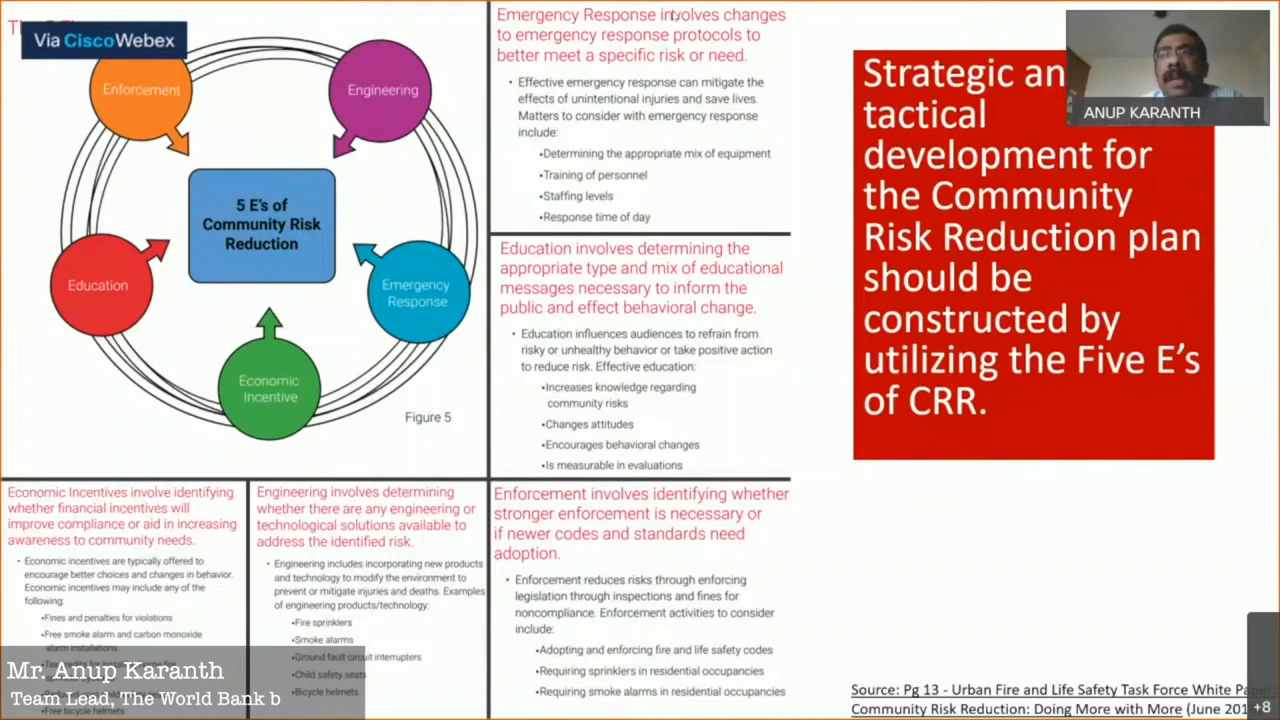 Via Cisco Webex
Enforcement
Engineering
5 E's of
Community Risk
Reduction
Education
Emergency
Response
Economic
Incentive
Figure 5
Emergency Response involves changes
to emergency response protocols to
better meet a specific risk or need.
• Effective emergency response can mitigate the
effects of unintentional injuries and save lives.
Matters to consider with emergency response
include:
•Determining the appropriate mix of equipment
•Training of personnel
•Staffing levels
•Response time of day
Education involves determining the
appropriate type and mix of educational
messages necessary to inform the
public and effect behavioral change.
• Education influences audiences to refrain from
risky or unhealthy behavior or take positive action
to reduce risk. Effective education:
•Increases knowledge regarding
community risks
•Changes attitudes
•Encourages behavioral changes
•Is measurable in evaluations
Economic Incentives involve identifying
whether financial incentives will
improve compliance or aid in increasing
awareness to community needs.
• Economic incentives are typically offered to
encourage better choices and changes in behavior.
Economic incentives may include any of the
following:
•Fines and penalties for violations
•Free smoke alarm and carbon monoxide
alarm installations
•Free bicycle helmets
Engineering involves determining
whether there are any engineering or
technological solutions available to
address the identified risk.
• Engineering includes incorporating new products
and technology to modify the environment to
prevent or mitigate injuries and deaths. Examples
of engineering products/technology:
•Fire sprinklers
•Smoke alarms
•Ground fault circuit interrupters
•Child safety seats
•Bicycle helmets
Enforcement involves identifying whether
stronger enforcement is necessary or
if newer codes and standards need
adoption.
• Enforcement reduces risks through enforcing
legislation through inspections and fines for
noncompliance. Enforcement activities to consider
include:
•Adopting and enforcing fire and life safety codes
•Requiring sprinklers in residential occupancies
•Requiring smoke alarms in residential occupancies
Strategic an
tactical
development for
the Community
Risk Reduction plan
should be
constructed by
utilizing the Five E's
of CRR.
ANUP KARANTH
Mr. Anup Karanth
Team Lead, The World Bank b
Source: Pg 13 - Urban Fire and Life Safety Task Force White Paper
Community Risk Reduction: Doing More with More (June 201
+8